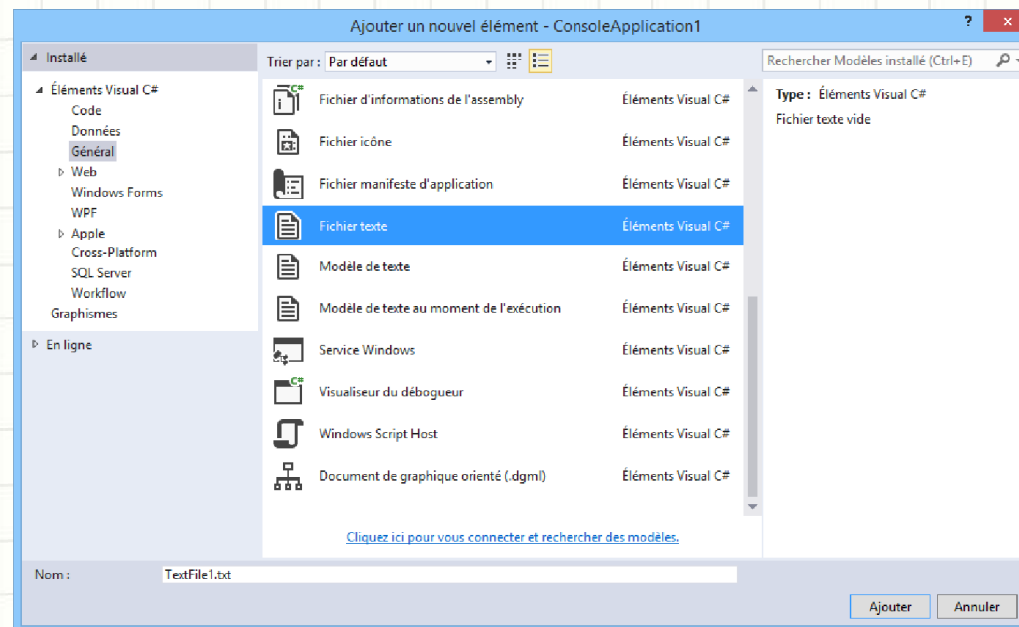 Ajouter un nouvel élément - ConsoleApplication1
?
x
Installé
Trier par : Par défaut
Rechercher Modèles installé (Ctrl+E)
Éléments Visual C#
Code
Données
Général
Web
Windows Forms
WPF
Apple
Cross-Platform
SQL Server
Workflow
Graphismes
En ligne
Fichier d'informations de l'assembly Éléments Visual C#
Fichier icône Éléments Visual C#
Fichier manifeste d'application Éléments Visual C#
Fichier texte Éléments Visual C#
Modèle de texte Éléments Visual C#
Modèle de texte au moment de l'exécution Éléments Visual C#
Service Windows Éléments Visual C#
C#
Visualiseur du débogueur Éléments Visual C#
Windows Script Host Éléments Visual C#
Document de graphique orienté (.dgml) Éléments Visual C#
Cliquez ici pour vous connecter et rechercher des modèles.
Type : Éléments Visual C#
Fichier texte vide
Nom : TextFile1.txt
Ajouter Annuler